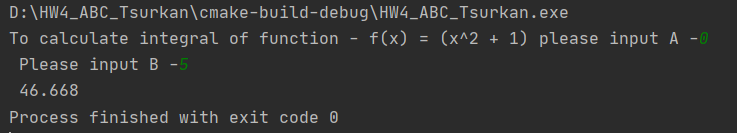 D:\HW4_ABC_Tsurkan\cmake-build-debug\HW4_ABC_Tsurkan.exe
To calculate integral of function - f(x) = (x^2 + 1) please input A -0
Please input B -5
46.668
Process finished with exit code 0